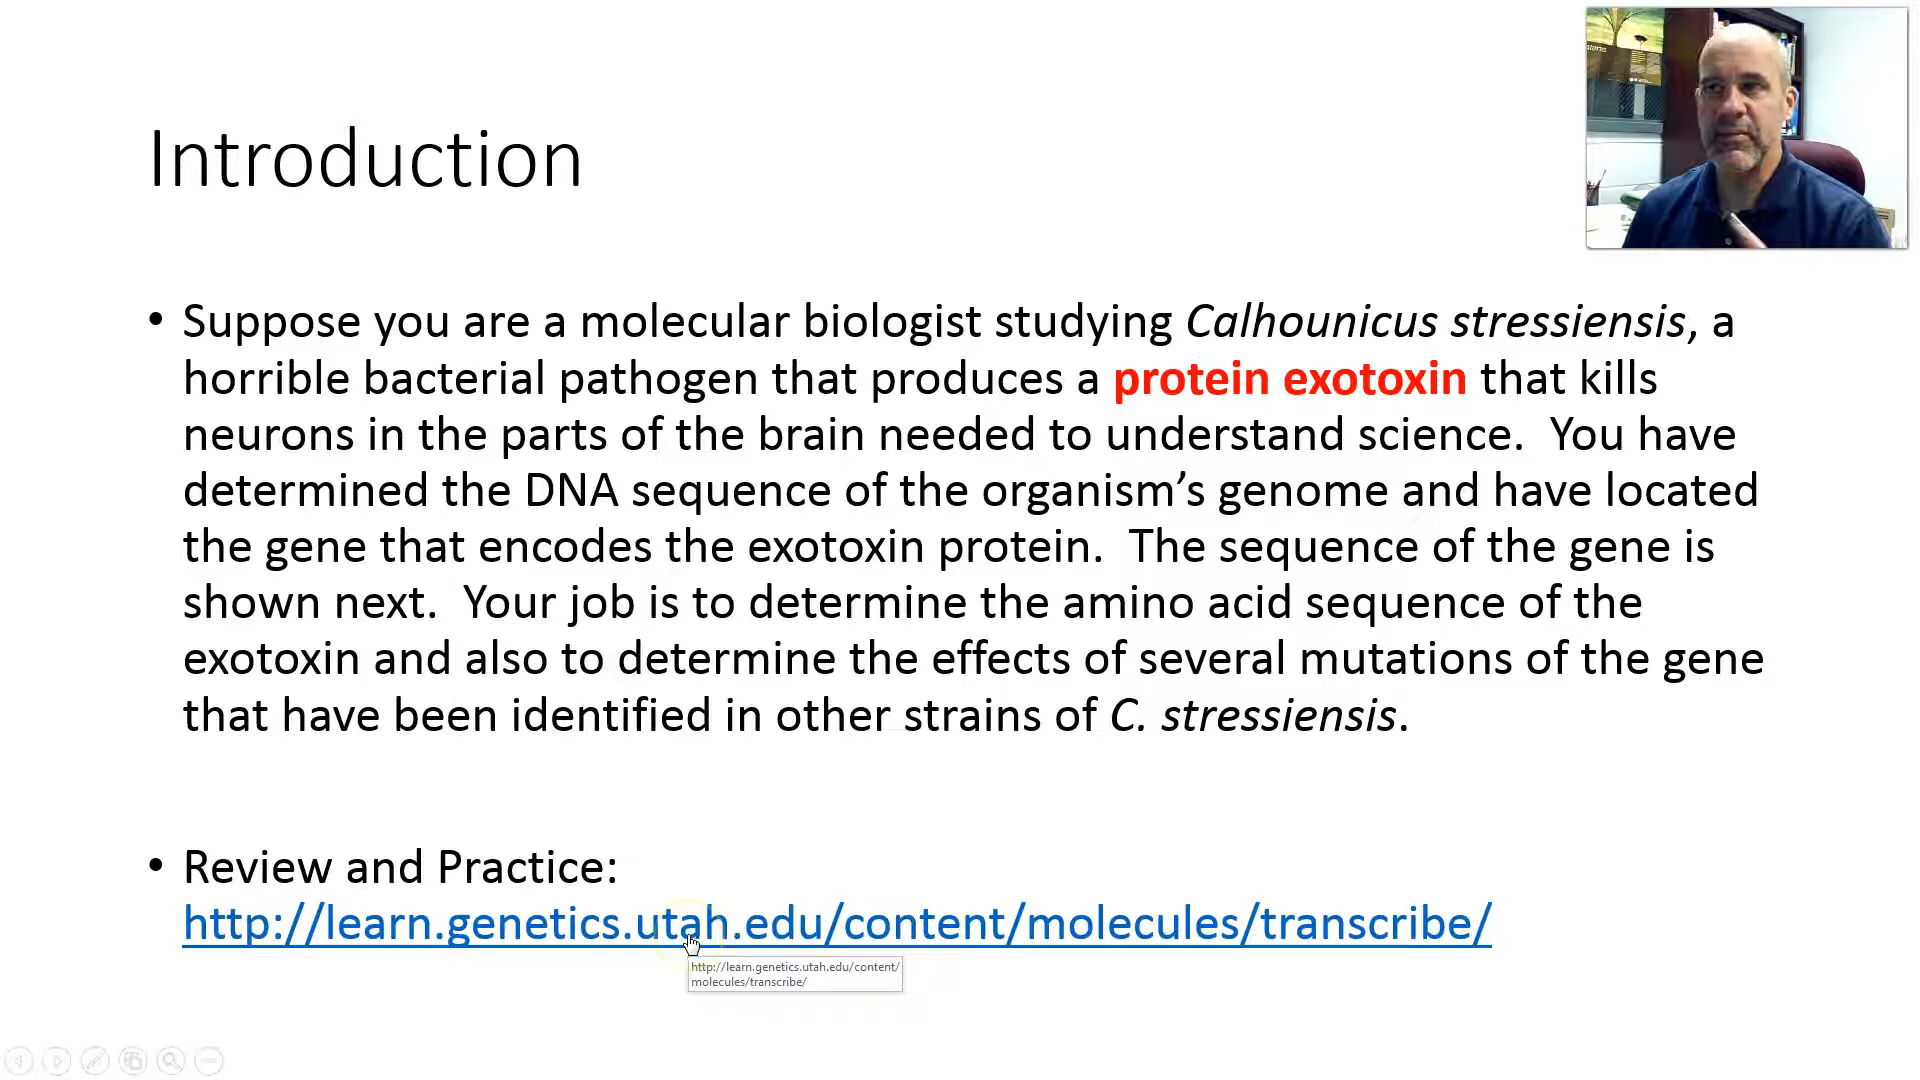 Introduction
• Suppose you are a molecular biologist studying Calhounicus stressiensis, a
horrible bacterial pathogen that produces a protein exotoxin that kills
neurons in the parts of the brain needed to understand science.  You have
determined the DNA sequence of the organism’s genome and have located
the gene that encodes the exotoxin protein.  The sequence of the gene is
shown next.  Your job is to determine the amino acid sequence of the
exotoxin and also to determine the effects of several mutations of the gene
that have been identified in other strains of C. stressiensis.
• Review and Practice:
http://learn.genetics.utah.edu/content/molecules/transcribe/
http://learn.genetics.utah.edu/content/
molecules/transcribe/